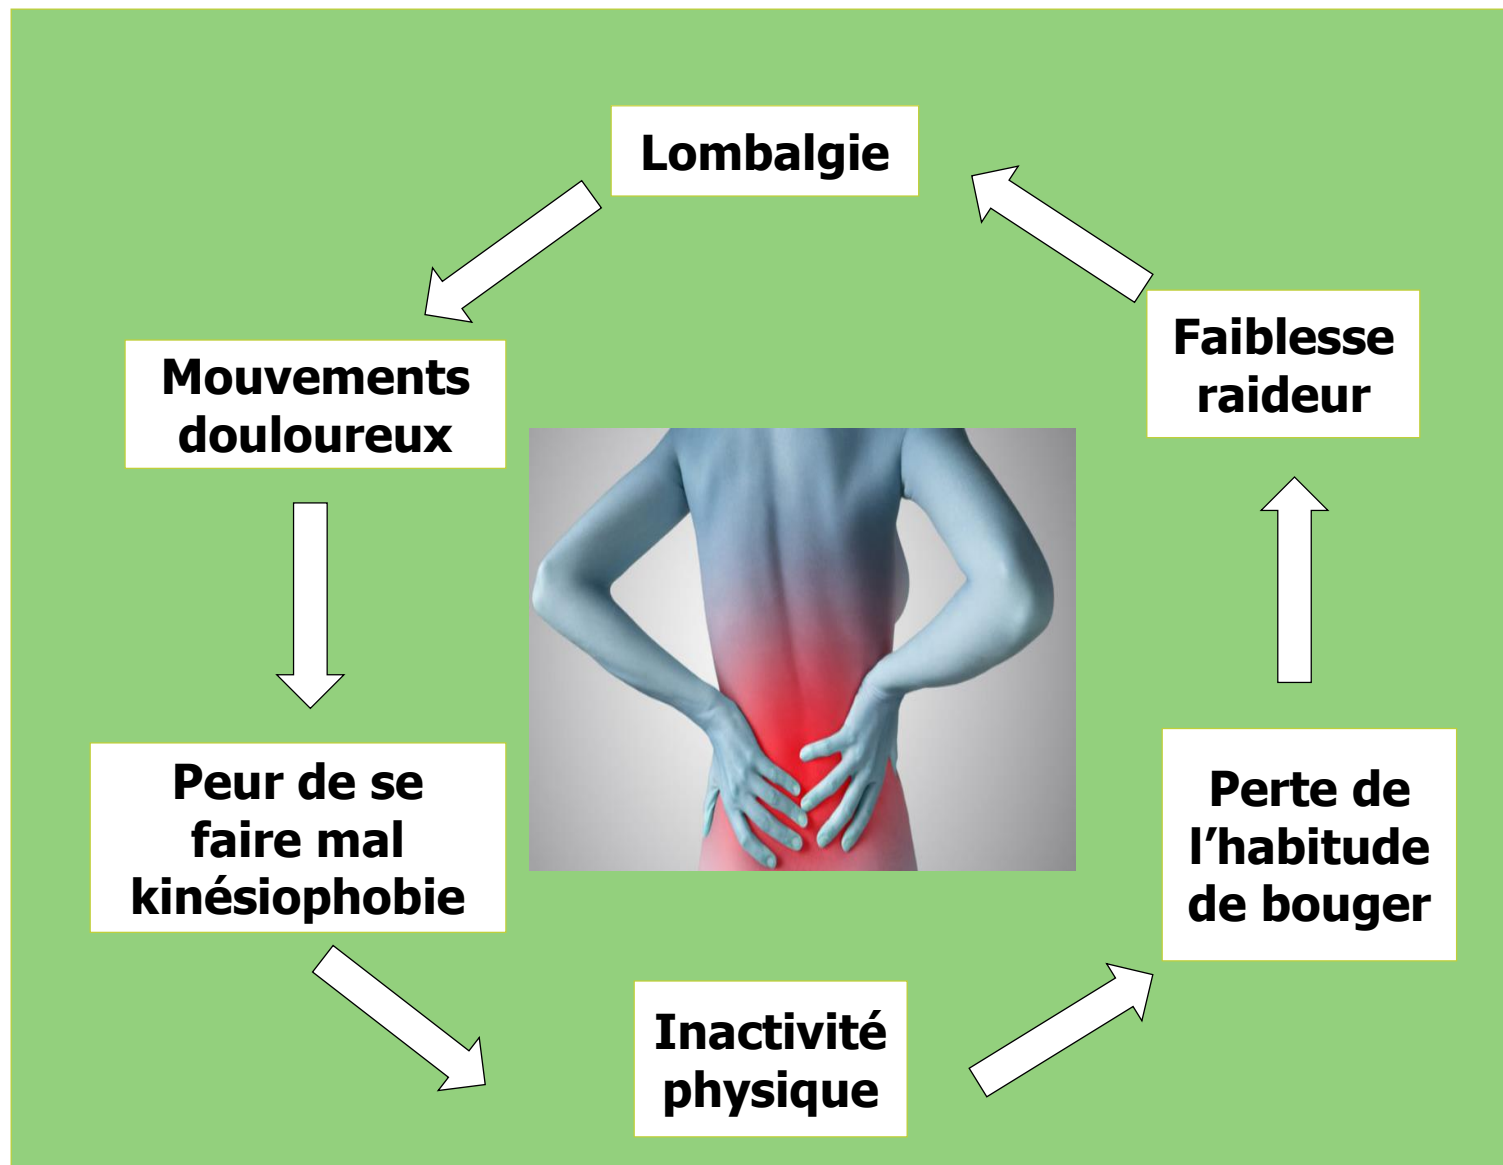 Lombalgie
Faiblesse
raideur
Mouvements
douloureux
Peur de se
faire mal
kinésiophobie
Perte de
l’habitude
de bouger
Inactivité
physique